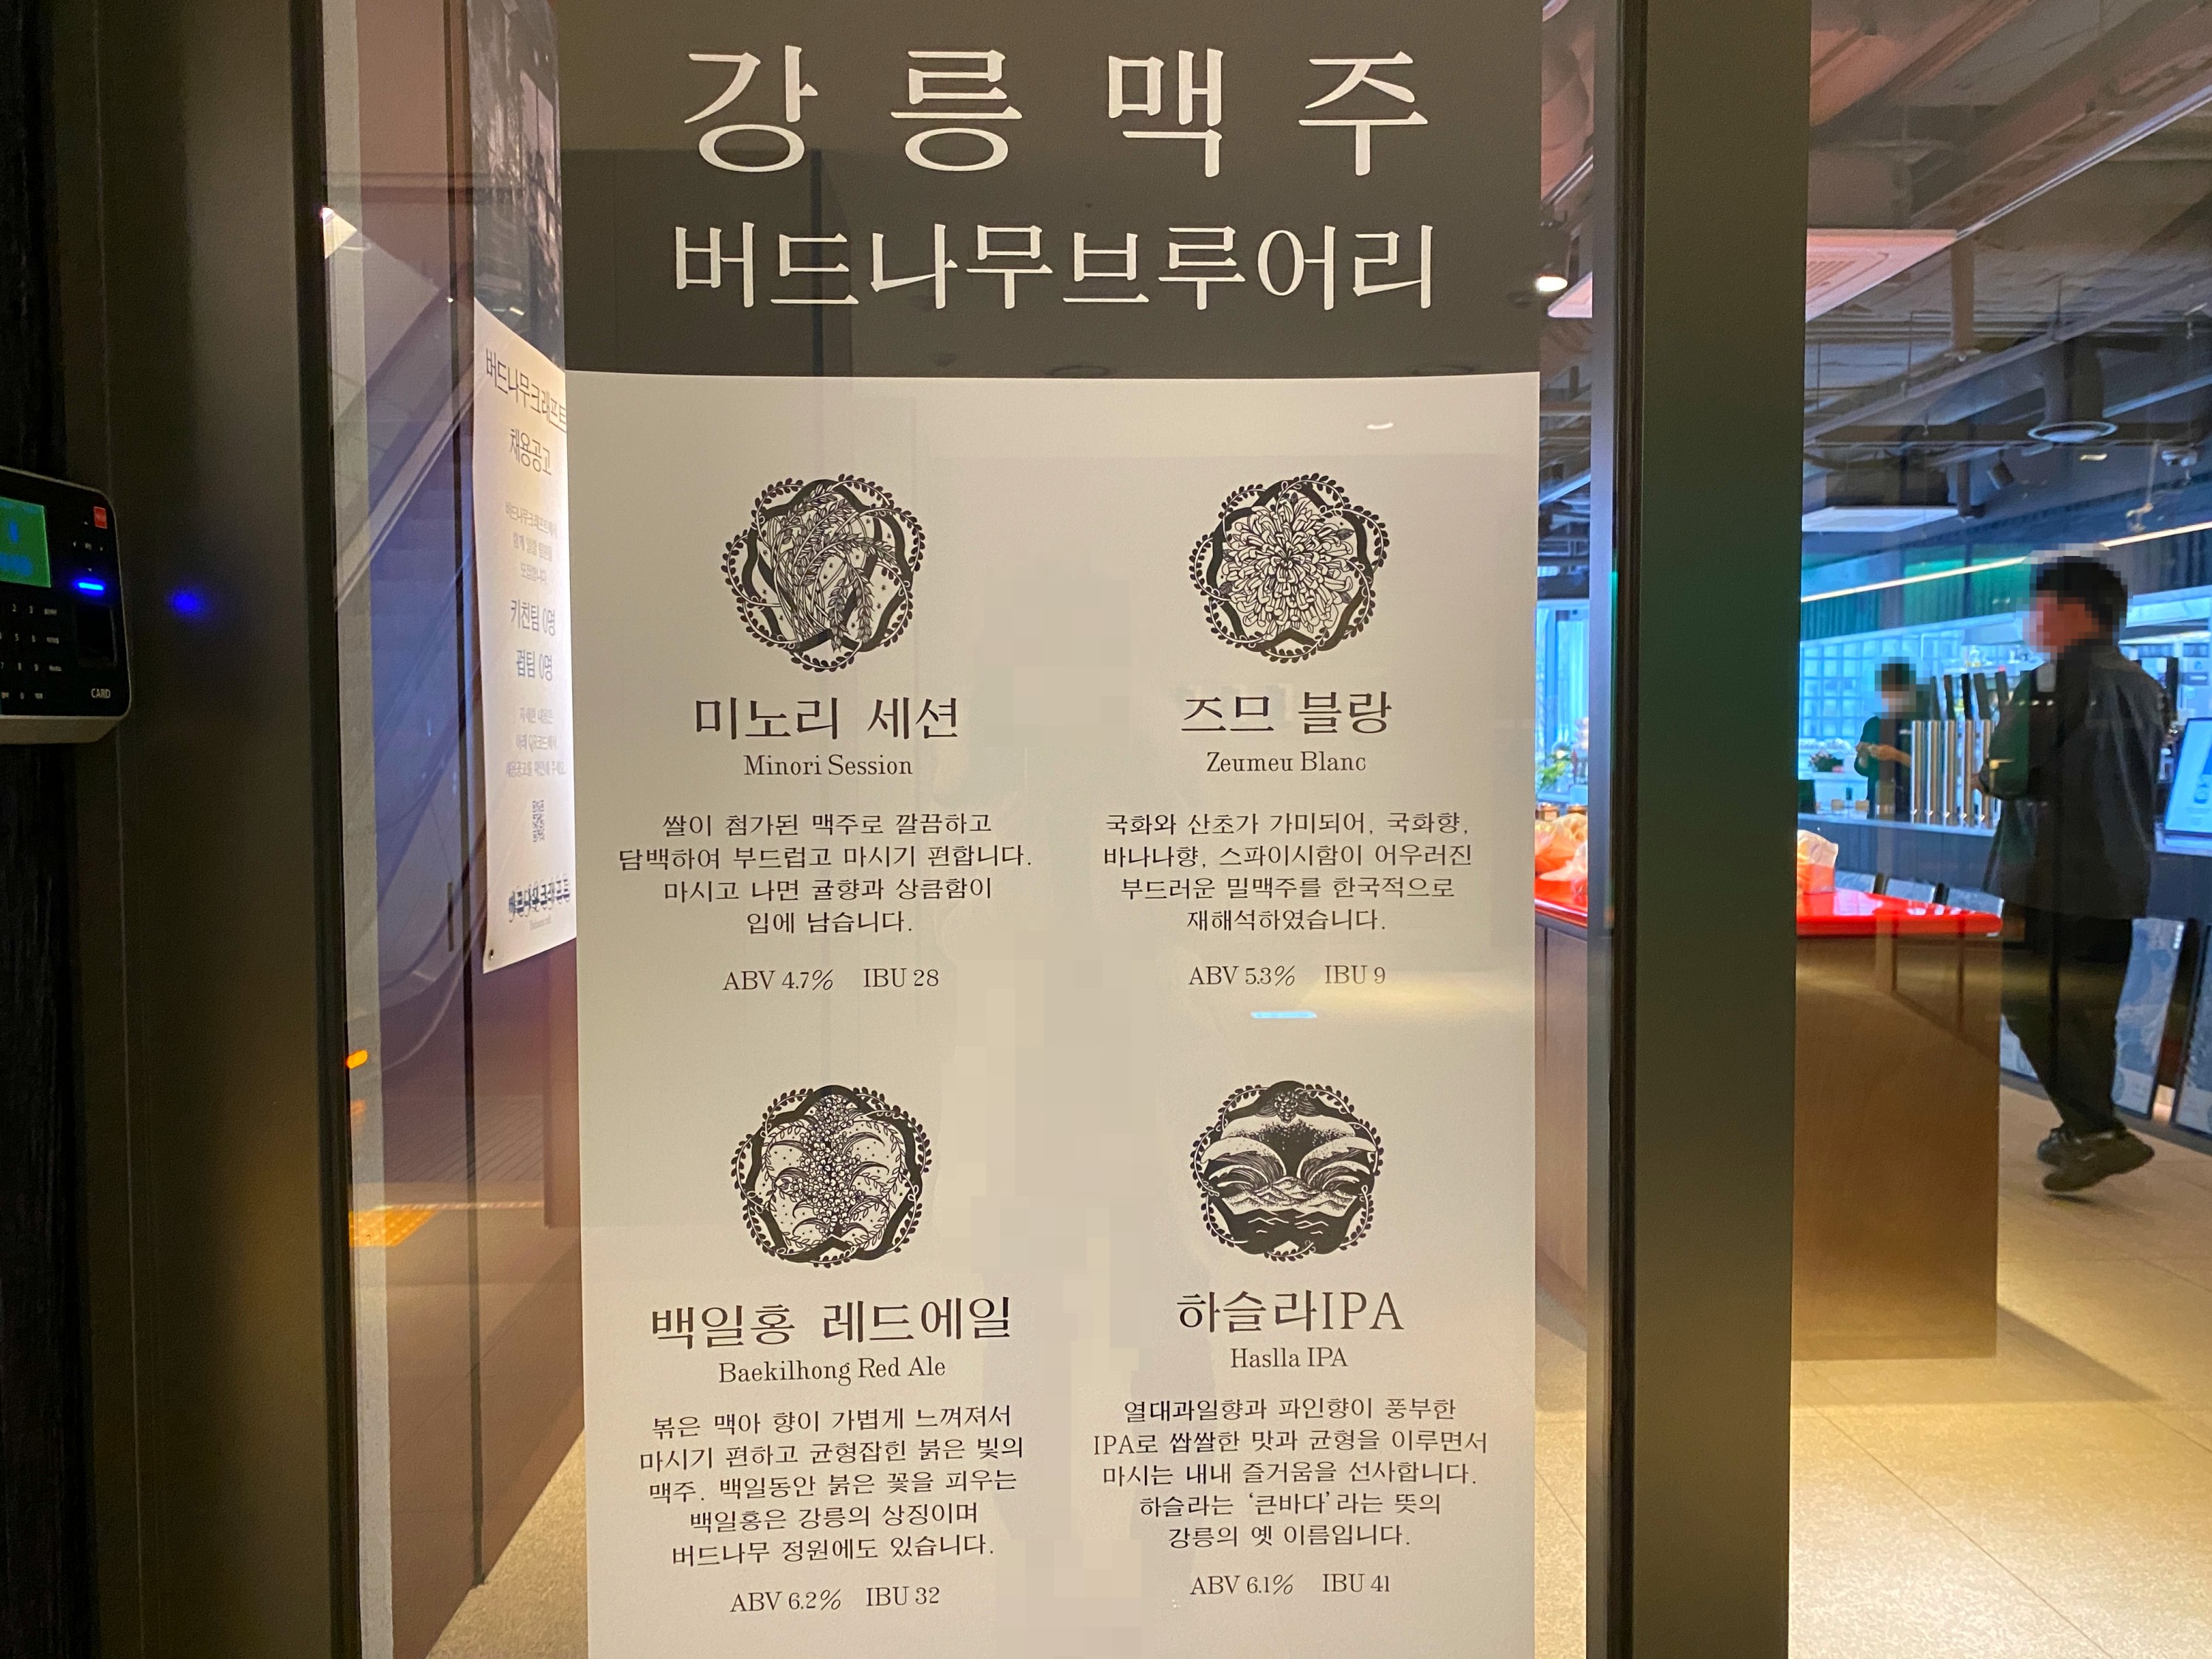 강릉맥주
버드나무브루어리
미노리 세션
Minori Session
쌀이 첨가된 맥주로 깔끔하고
담백하여 부드럽고 마시기 편합니다.
마시고 나면 귤향과 상큼함이
입에 남습니다.
ABV 4.7% IBU 28
즈므 블랑
Zeumeu Blanc
국화와 산초가 가미되어, 국화향,
바나나향, 스파이시함이 어우러진
부드러운 밀맥주를 한국적으로
재해석하였습니다.
ABV 5.3% IBU 9
백일홍 레드에일
Baekilhong Red Ale
볶은 맥아 향이 가볍게 느껴져서
마시기 편하고 균형잡힌 붉은 빛의
맥주. 백일동안 붉은 꽃을 피우는
백일홍은 강릉의 상징이며
버드나무 정원에도 있습니다.
ABV 6.2% IBU 32
하슬라IPA
Haslla IPA
열대과일향과 파인향이 풍부한
IPA로 쌉쌀한 맛과 균형을 이루면서
마시는 내내 즐거움을 선사합니다.
하슬라는 '큰바다'라는 뜻의
강릉의 옛 이름입니다.
ABV 6.1% IBU 41
버드나무크래프트
채용공고
키친팀 0명
펍팀 0명
CARD